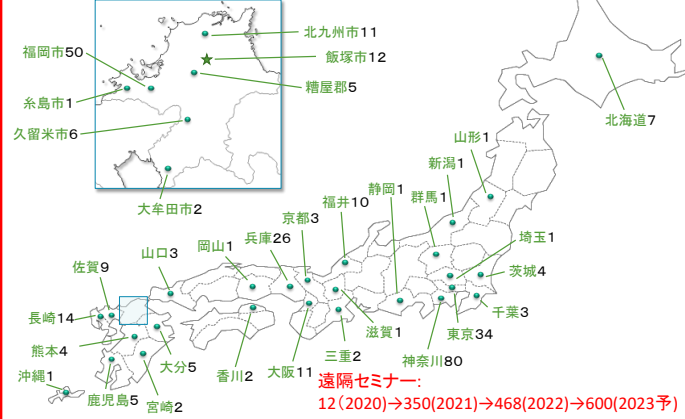 北九州市11
福岡市50
飯塚市12
糟屋郡5
糸島市1
久留米市6
大牟田市2
北海道7
山形1
新潟1
静岡1
群馬1
福井10
京都3
埼玉1
兵庫26
岡山1
山口3
茨城4
佐賀9
千葉3
長崎14
滋賀1
東京34
熊本4
三重2
神奈川80
大分5
香川2
大阪11
沖縄1
鹿児島5
宮崎2
遠隔セミナー:
12（2020)→350(2021)→468(2022)→600(2023予)